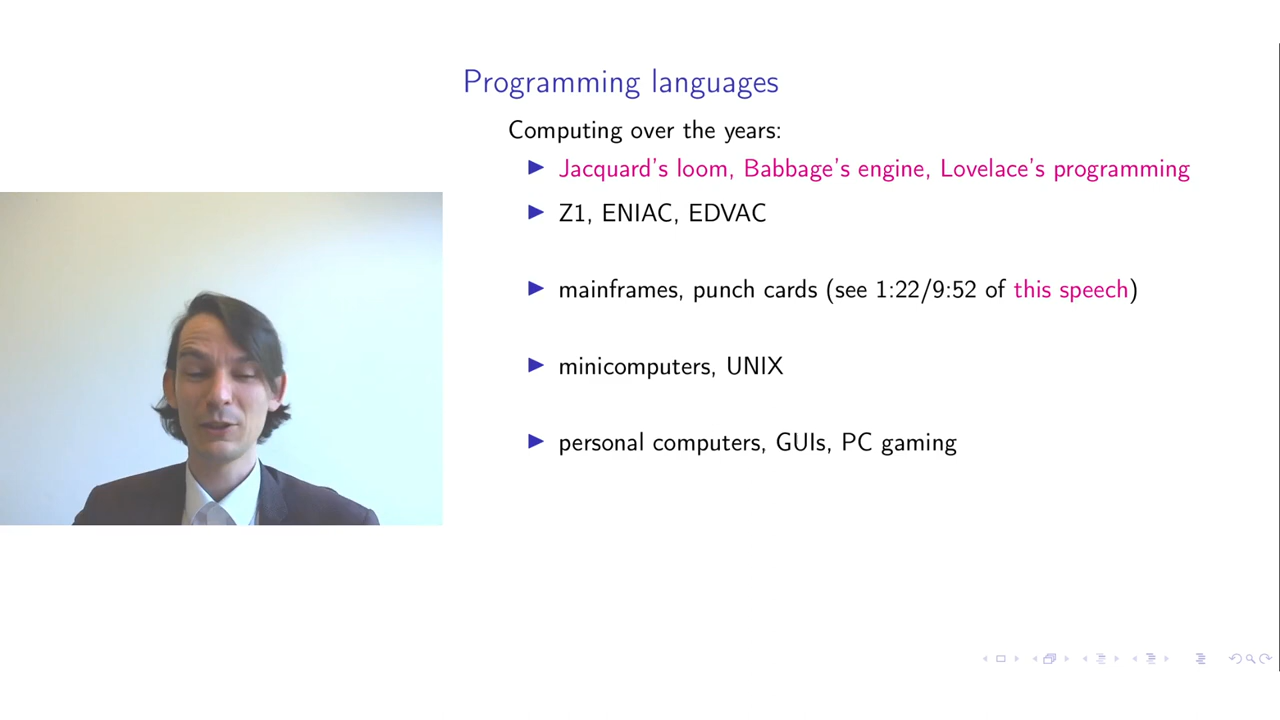 Programming languages
Computing over the years:
Jacquard's loom, Babbage's engine, Lovelace's programming
Z1, ENIAC, EDVAC
mainframes, punch cards (see 1:22/9:52 of this speech)
minicomputers, UNIX
personal computers, GUIs, PC gaming